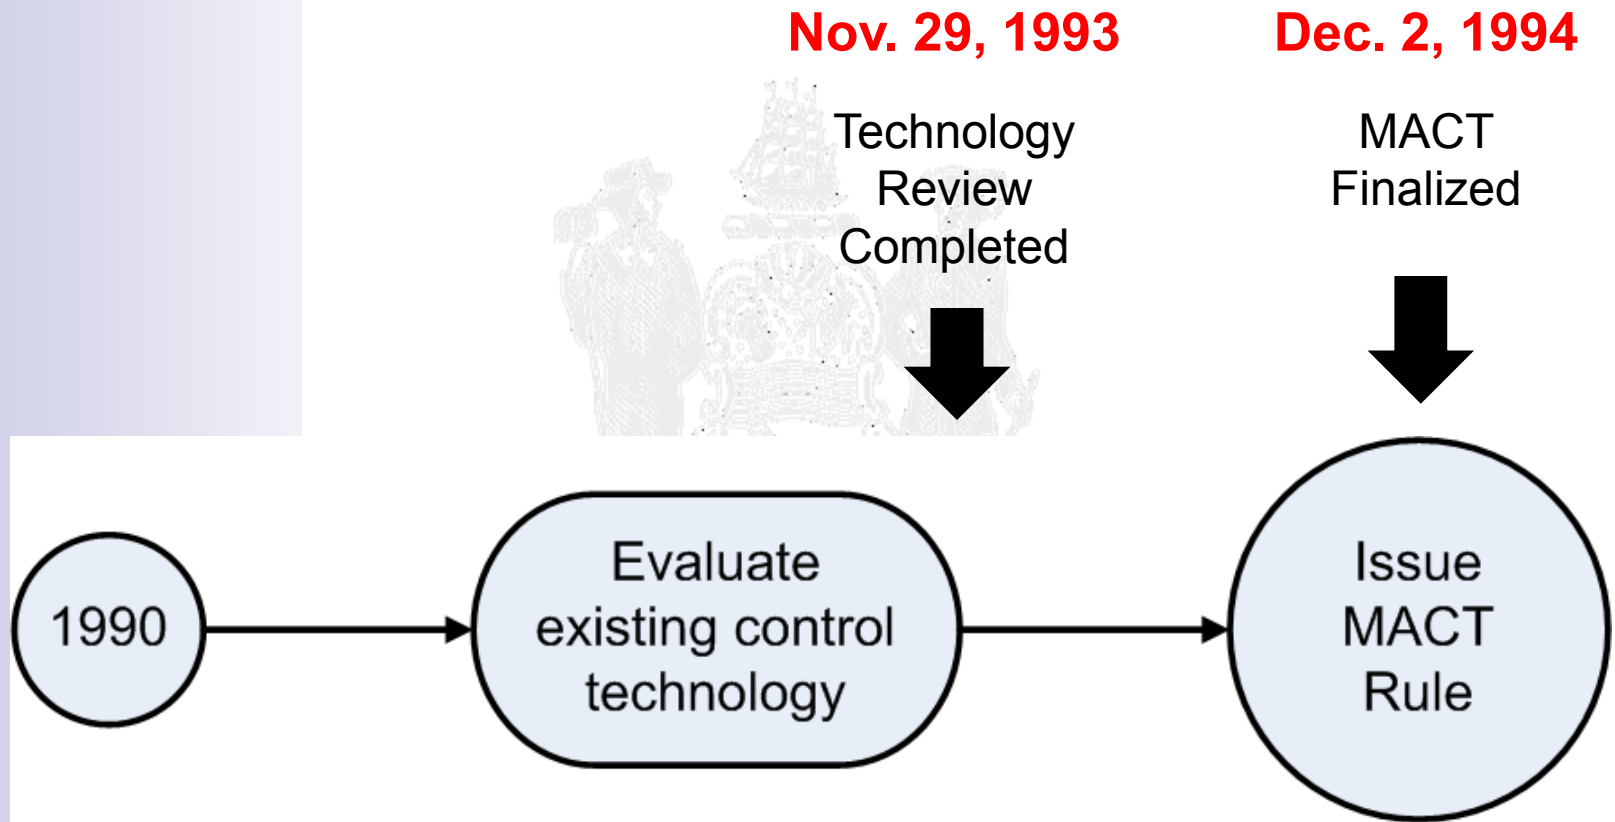 Nov. 29, 1993
Dec. 2, 1994
Technology
Review
Completed
MACT
Finalized
1990
Evaluate
existing control
technology
Issue
MACT
Rule